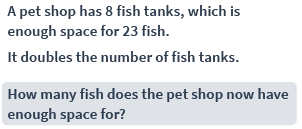 A pet shop has 8 fish tanks, which is
enough space for 23 fish.
It doubles the number of fish tanks.
How many fish does the pet shop now have
enough space for?